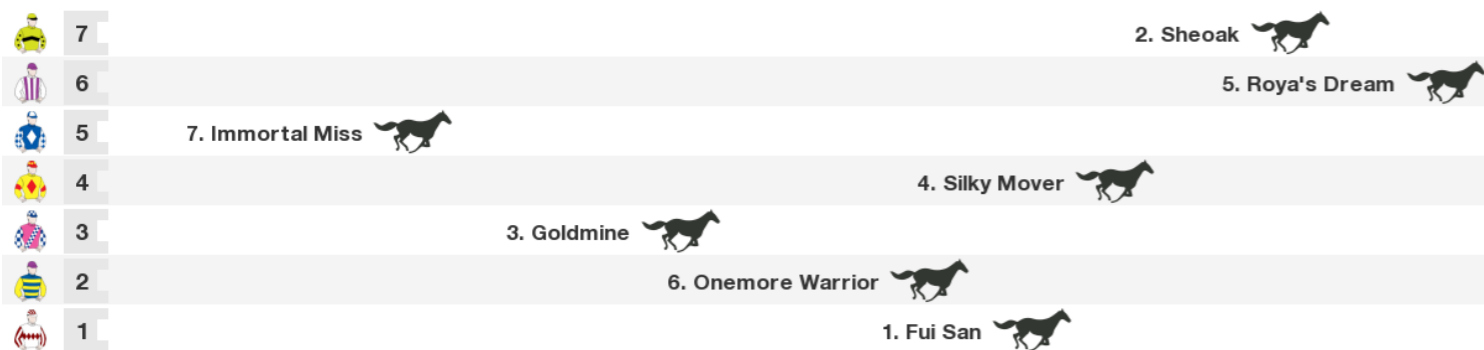 7 2. Sheoak
6 5. Roya's Dream
5 7. Immortal Miss
4 4. Silky Mover
3 3. Goldmine
2 6. Onemore Warrior
1 1. Fui San